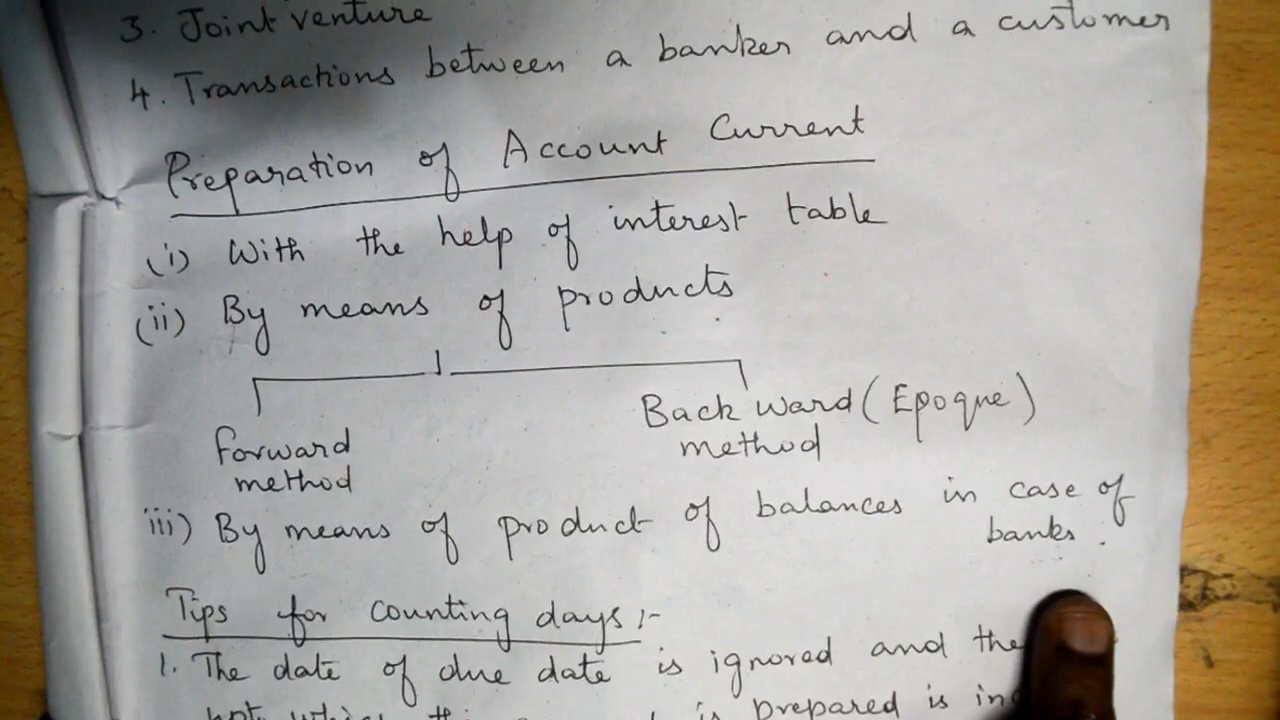 3. Joint venture
4. Transactions between a banker and a customer
Preparation of Account Current
(i) With the help of interest table
(ii) By means of products
Forward method
Back ward (Epoque) method
iii) By means of product of balances in case of banks.
Tips for counting days :-
1. The date of due date is ignored and the
is prepared is